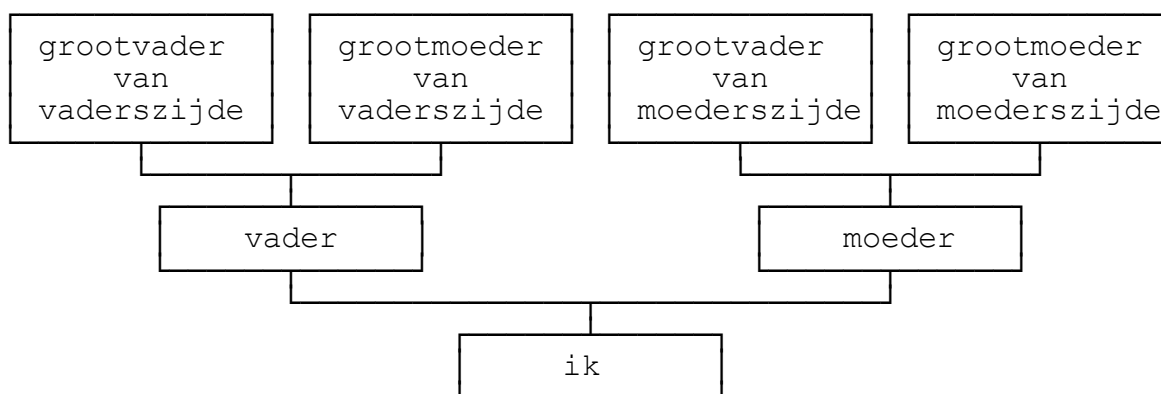 grootvader
van
vaderszijde
grootmoeder
van
vaderszijde
grootvader
van
moederszijde
grootmoeder
van
moederszijde
vader
moeder
ik